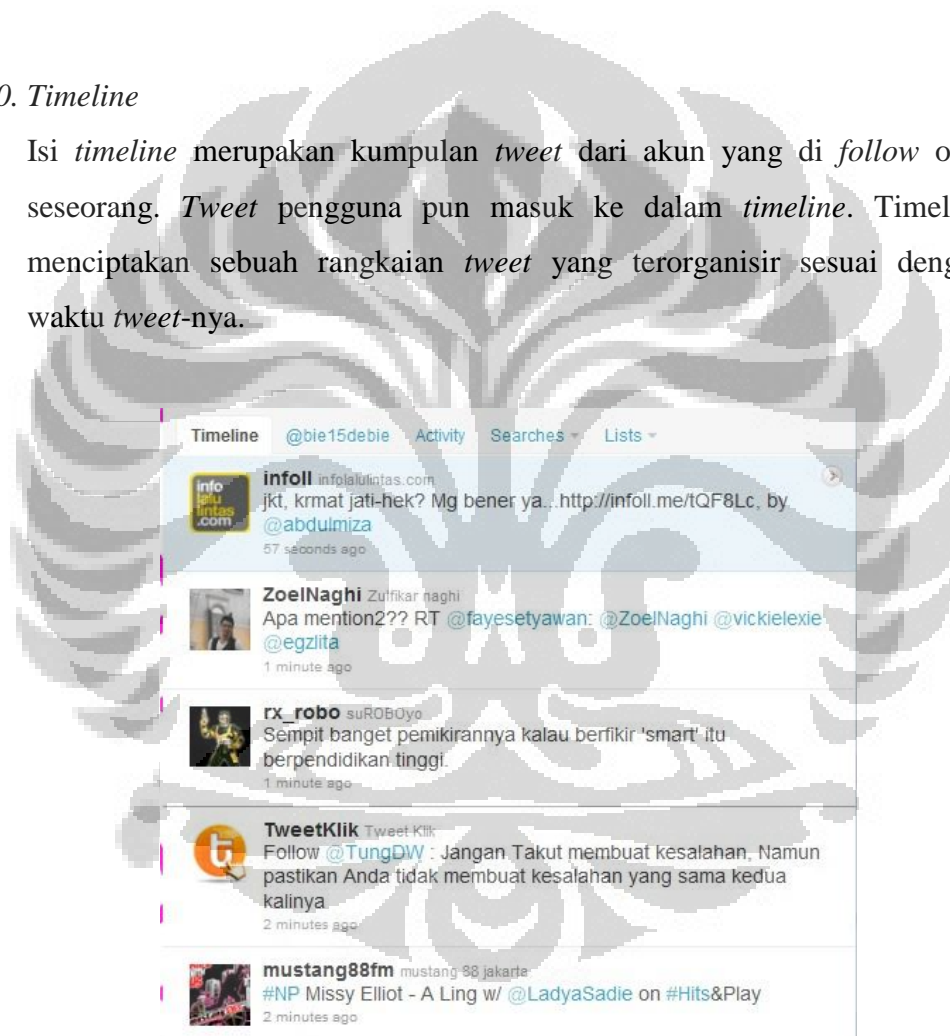 0. Timeline
Isi timeline merupakan kumpulan tweet dari akun yang di follow o
seseorang. Tweet pengguna pun masuk ke dalam timeline. Timel
menciptakan sebuah rangkaian tweet yang terorganisir sesuai deng
waktu tweet-nya.
Timeline @bie15debie Activity Searches Lists
info
lalu
lintas
.com
infoll infolalulintas.com
jkt, krmat jati-hek? Mg bener ya...http://infoll.me/tQF8Lc, by
@abdulmiza
57 seconds ago
ZoelNaghi Zulfikar naghi
Apa mention2??? RT @fayesetyawan: @ZoelNaghi @vickielexie
@egzlita
1 minute ago
rx_robo suROBOyo
Sempit banget pemikirannya kalau berfikir 'smart' itu
berpendidikan tinggi.
1 minute ago
TweetKlik Tweet Klik
Follow @TungDW : Jangan Takut membuat kesalahan, Namun
pastikan Anda tidak membuat kesalahan yang sama kedua
kalinya
2 minutes ago
mustang88fm mustang 88 jakarta
#NP Missy Elliot - A Ling w/ @LadyaSadie on #Hits&Play
2 minutes ago